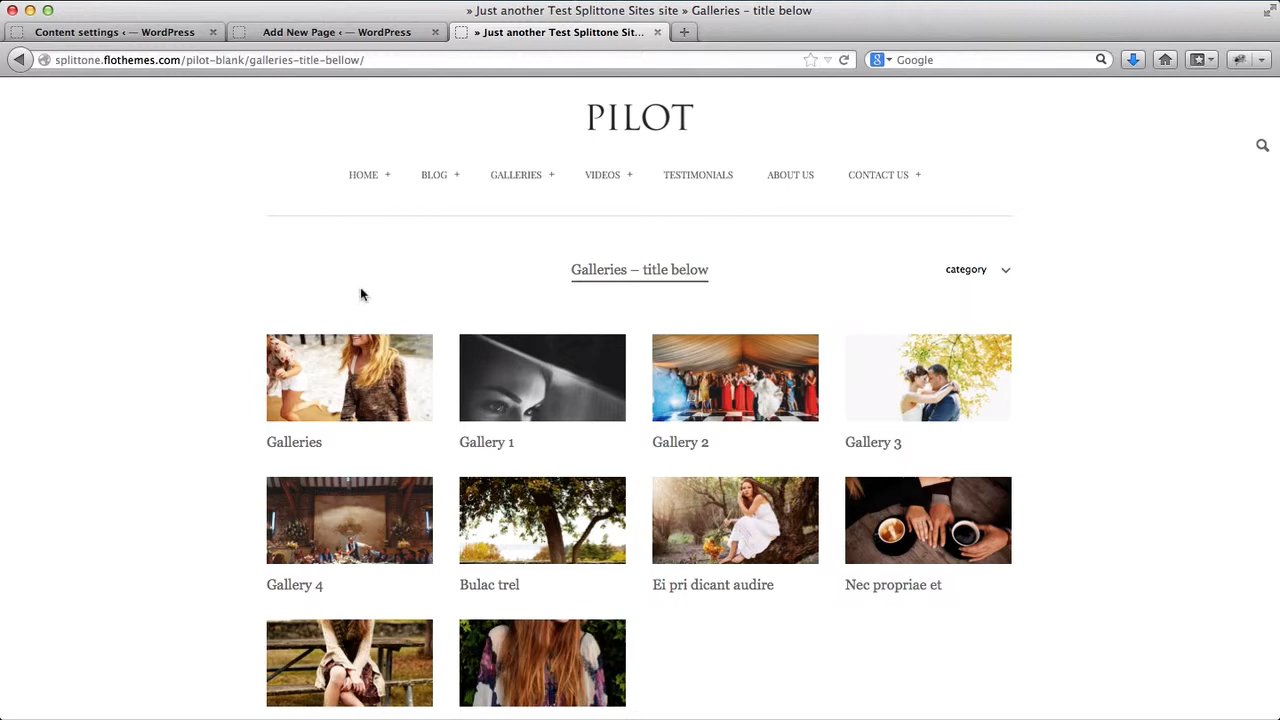 » Just another Test Splittone Sites site » Galleries – title below
Content settings ‹ — WordPress
Add New Page ‹ — WordPress
» Just another Test Splittone Sit...
splittone.flothemes.com/pilot-blank/galleries-title-bellow/
Google
PILOT
HOME +
BLOG +
GALLERIES +
VIDEOS +
TESTIMONIALS
ABOUT US
CONTACT US +
Galleries – title below
category
Galleries
Gallery 1
Gallery 2
Gallery 3
Gallery 4
Bulac trel
Ei pri dicant audire
Nec propriae et